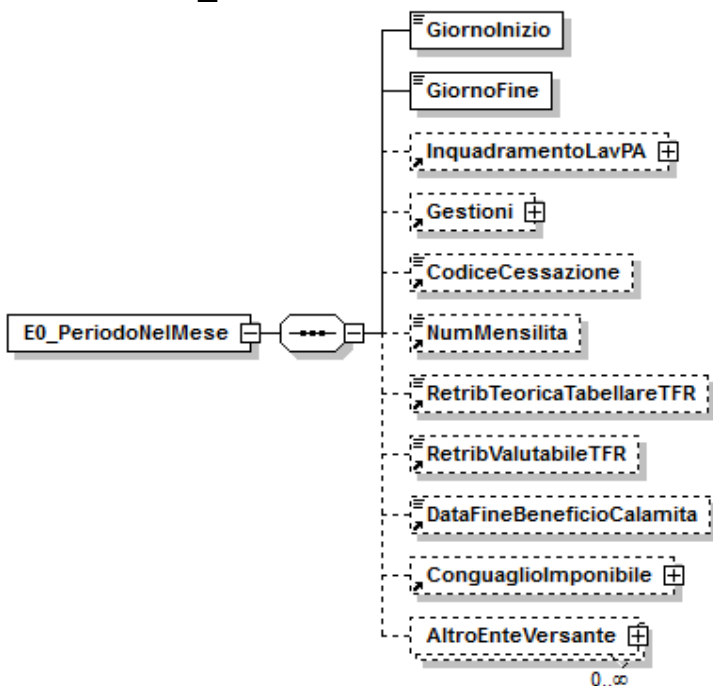 GiornoInizio
GiornoFine
InquadramentoLavPA
Gestioni
CodiceCessazione
E0_PeriodoNelMese
NumMensilita
RetribTeoricaTabellareTFR
RetribValutabileTFR
DataFineBeneficioCalamita
ConguaglioImponibile
AltroEnteVersante
0..∞